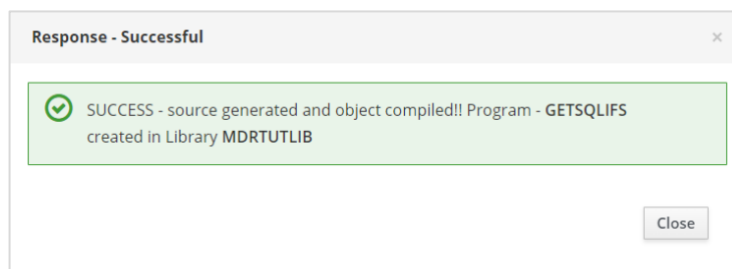 Response - Successful
×
SUCCESS - source generated and object compiled!! Program - GETSQLIFS
created in Library MDRTUTLIB
Close